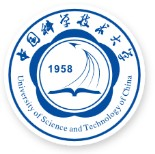 中国科学技术大学
1958
University of Science and Technology of China